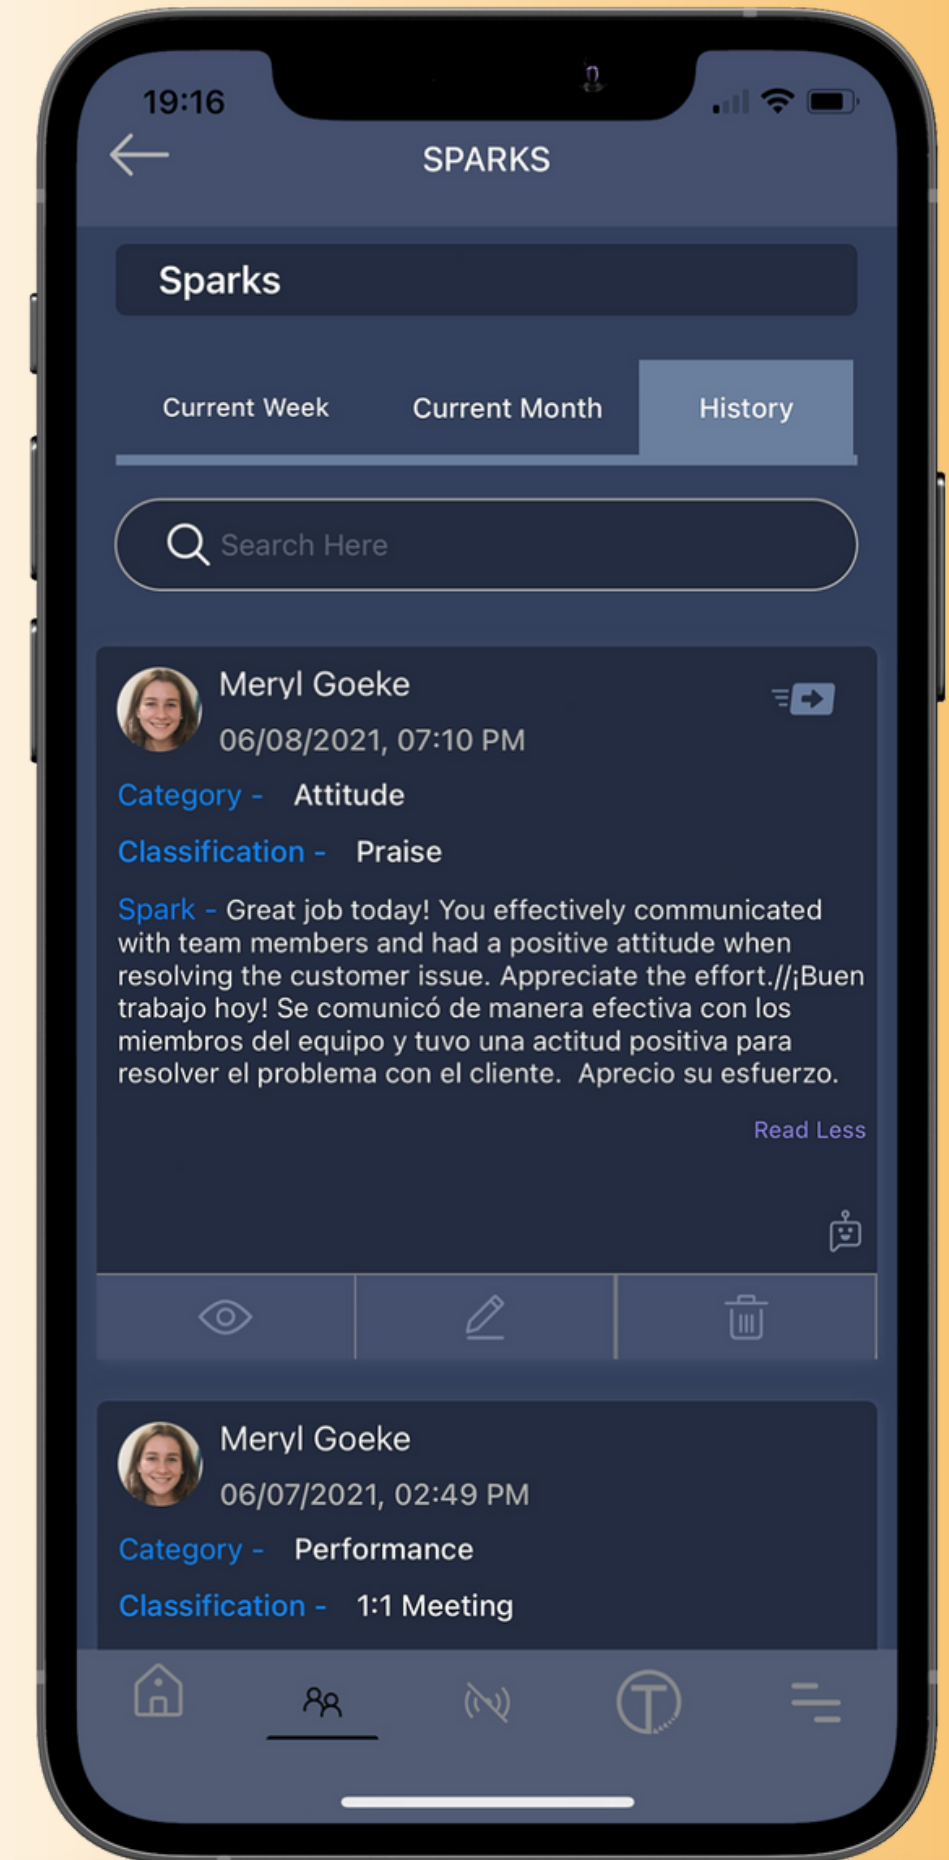 19:16
SPARKS
Sparks
Current Week Current Month History
Search Here
Meryl Goeke
06/08/2021, 07:10 PM
Category - Attitude
Classification - Praise
Spark - Great job today! You effectively communicated
with team members and had a positive attitude when
resolving the customer issue. Appreciate the effort.//¡Buen
trabajo hoy! Se comunicó de manera efectiva con los
miembros del equipo y tuvo una actitud positiva para
resolver el problema con el cliente.  Aprecio su esfuerzo.
Read Less
Meryl Goeke
06/07/2021, 02:49 PM
Category - Performance
Classification - 1:1 Meeting
T